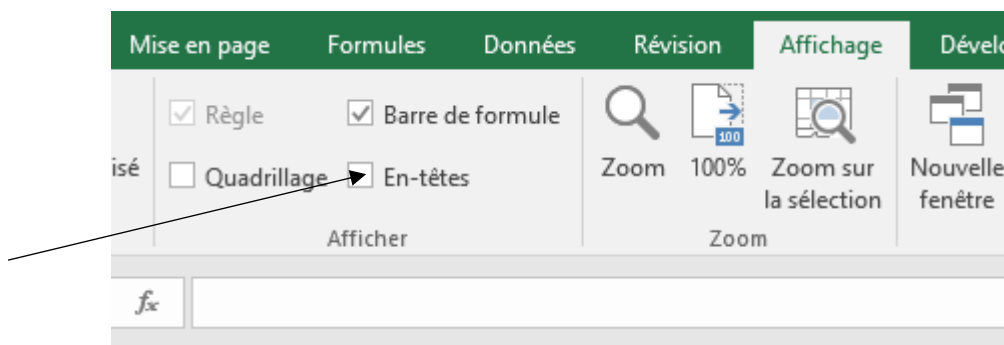 Mise en page Formules Données Révision Affichage Dévelo
Règle Barre de formule
isé Quadrillage En-têtes
100
Zoom 100% Zoom sur la sélection Nouvelle fenêtre
Afficher Zoom
fx